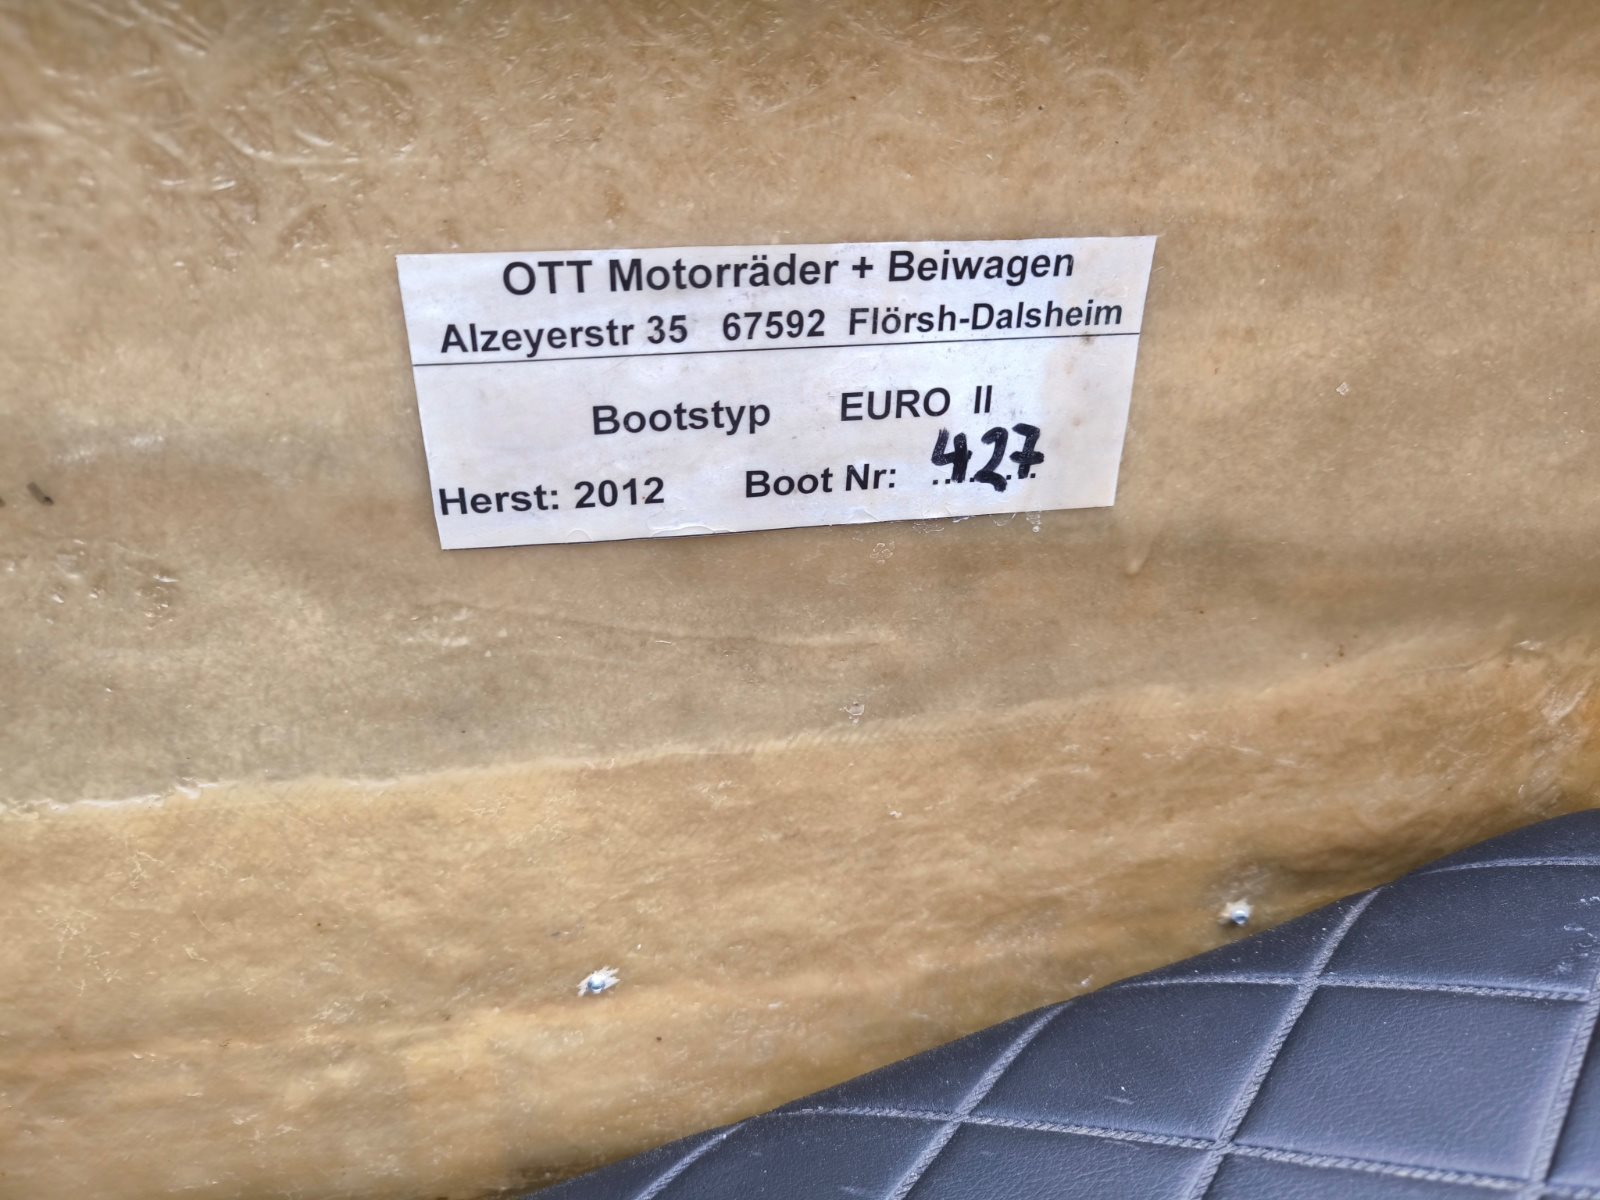 OTT Motorräder + Beiwagen
Alzeyerstr 35 67592 Flörsh-Dalsheim
Bootstyp EURO II
Herst: 2012 Boot Nr: 427